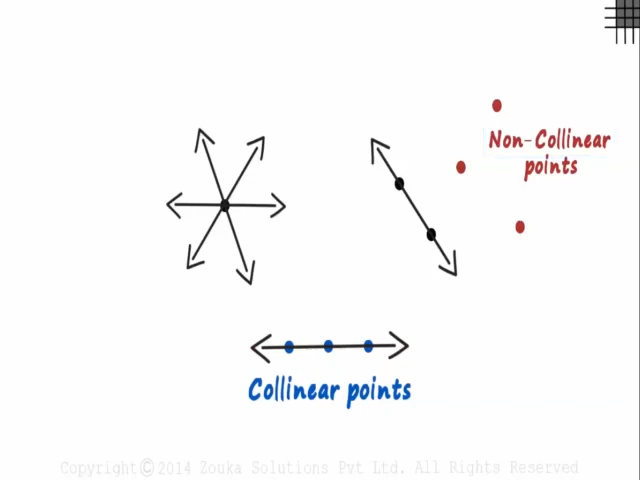 Non-Collinear
points
Collinear points
Copyright©2014 Zouka Solutions Pvt Ltd. All Rights Reserved